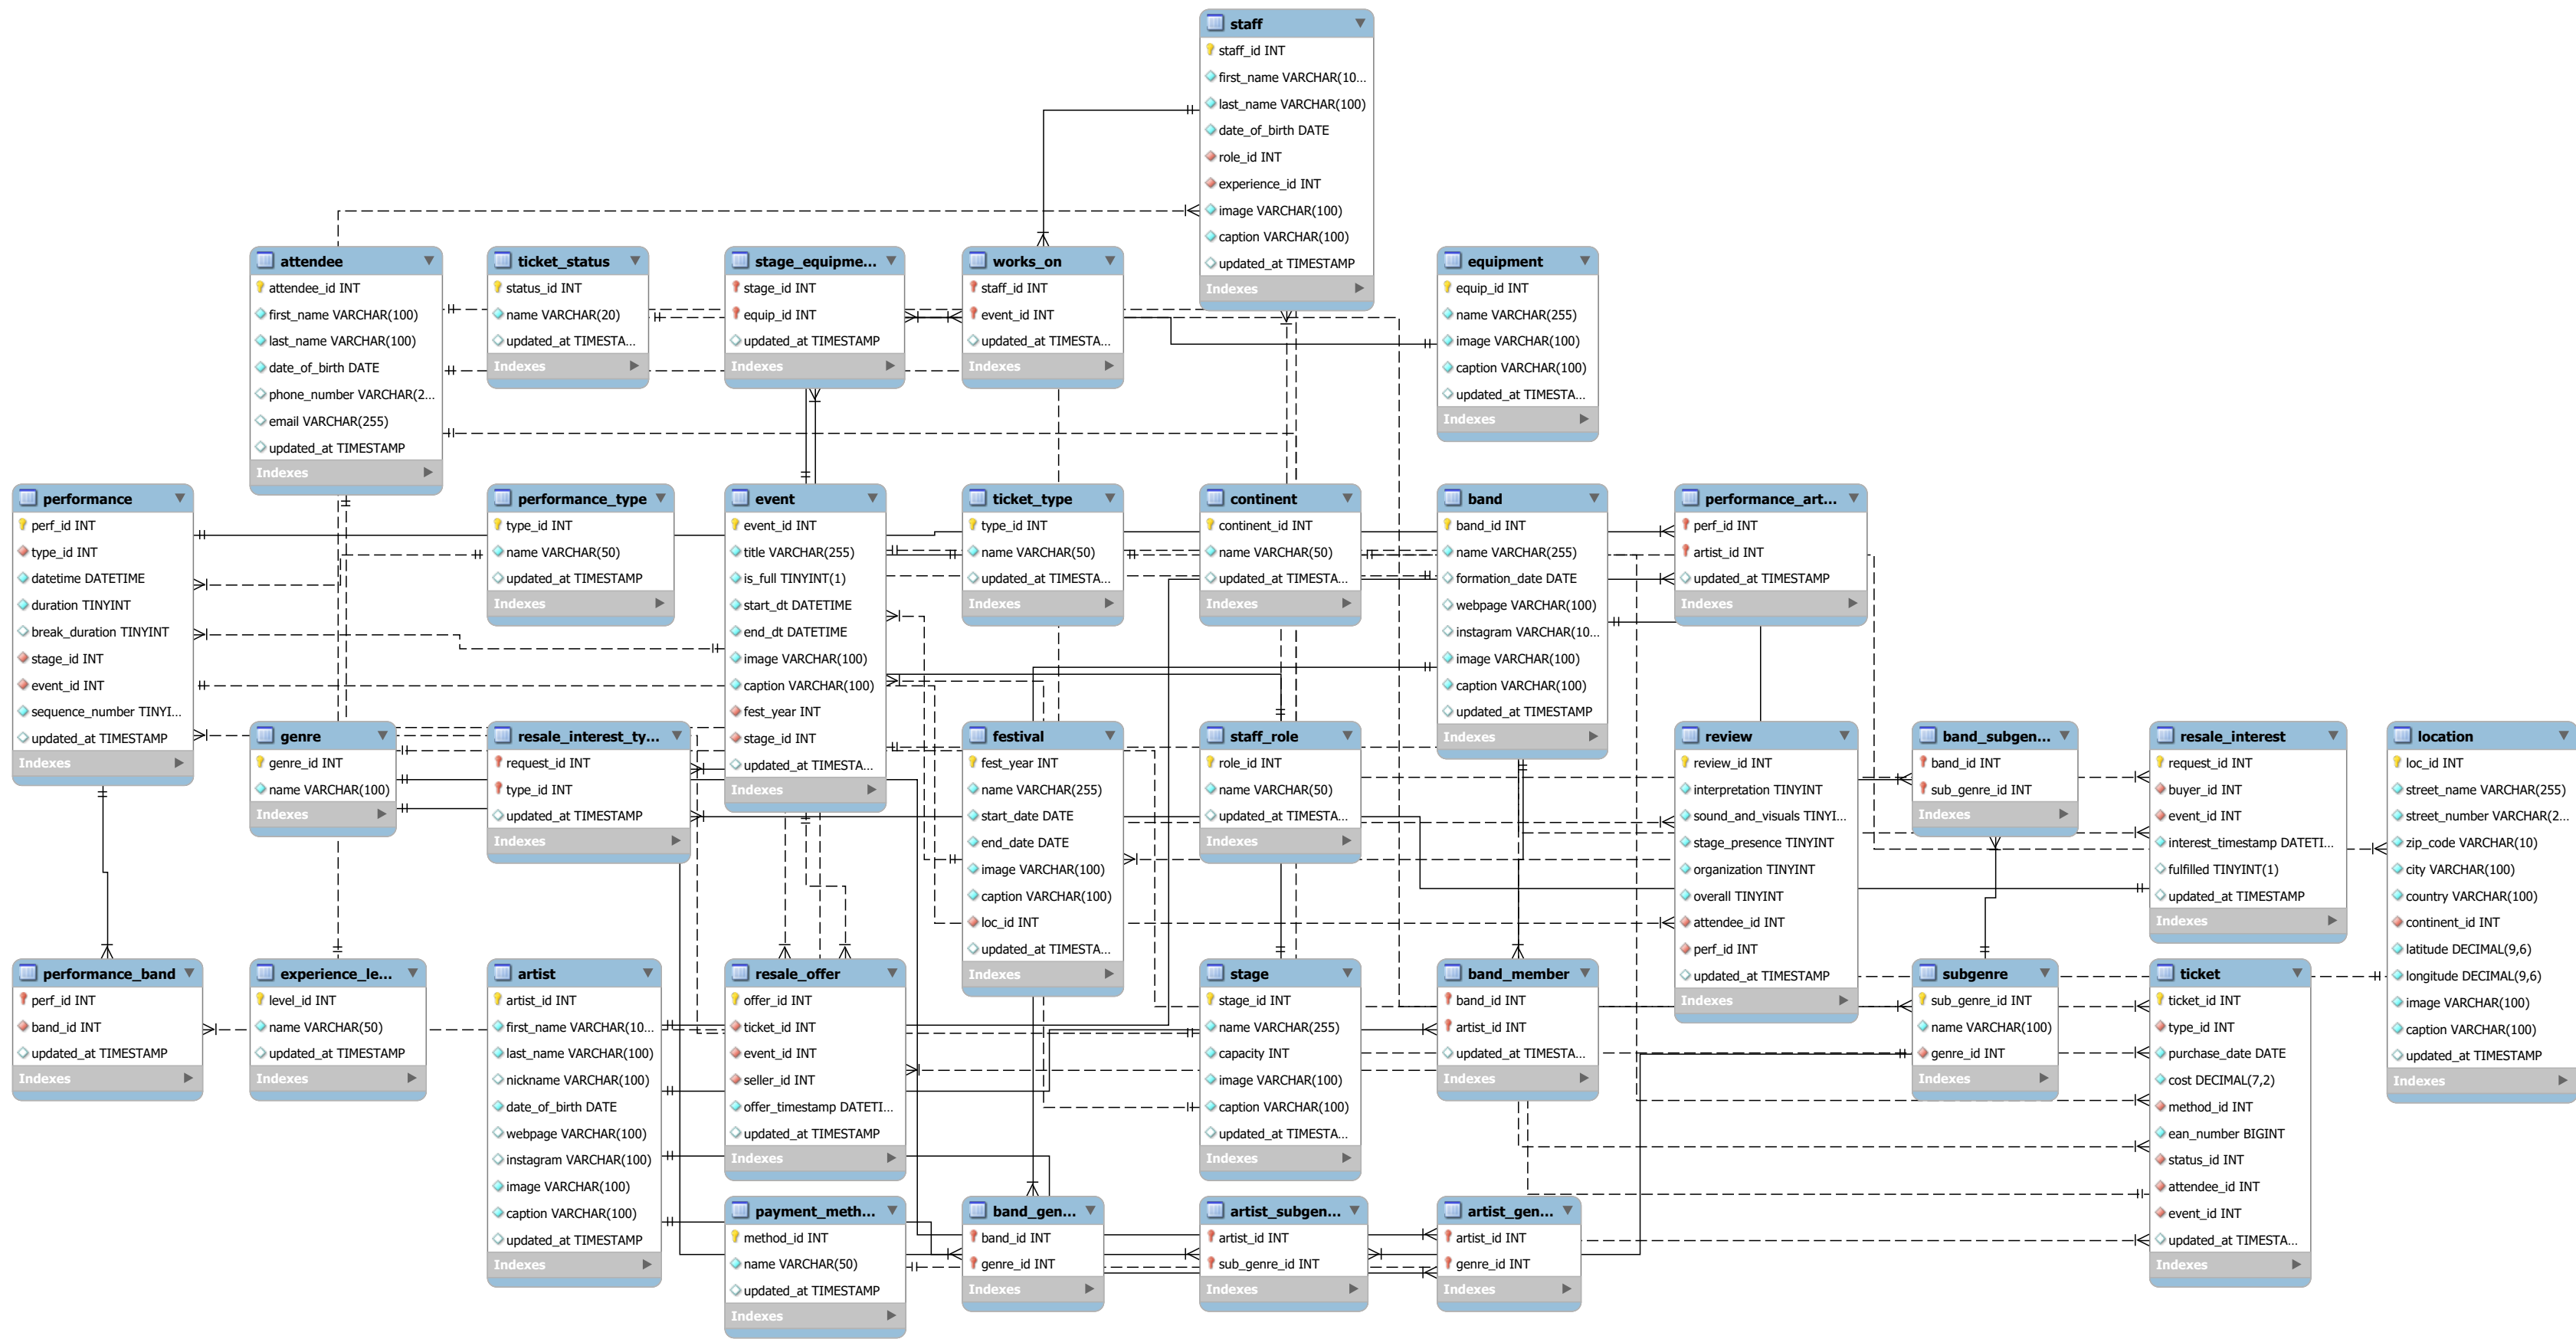 staff
staff_id INT
first_name VARCHAR(10...
last_name VARCHAR(100)
date_of_birth DATE
role_id INT
experience_id INT
image VARCHAR(100)
caption VARCHAR(100)
updated_at TIMESTAMP
Indexes
attendee
attendee_id INT
first_name VARCHAR(100)
last_name VARCHAR(100)
date_of_birth DATE
phone_number VARCHAR(2...
email VARCHAR(255)
updated_at TIMESTAMP
Indexes
ticket_status
status_id INT
name VARCHAR(20)
updated_at TIMESTA...
Indexes
stage_equipme...
stage_id INT
equip_id INT
updated_at TIMESTAMP
Indexes
works_on
staff_id INT
event_id INT
updated_at TIMESTA...
Indexes
equipment
equip_id INT
name VARCHAR(255)
image VARCHAR(100)
caption VARCHAR(100)
updated_at TIMESTA...
Indexes
performance
perf_id INT
type_id INT
datetime DATETIME
duration TINYINT
break_duration TINYINT
stage_id INT
event_id INT
sequence_number TINYI...
updated_at TIMESTAMP
Indexes
performance_type
type_id INT
name VARCHAR(50)
updated_at TIMESTAMP
Indexes
event
event_id INT
title VARCHAR(255)
is_full TINYINT(1)
start_dt DATETIME
end_dt DATETIME
image VARCHAR(100)
caption VARCHAR(100)
fest_year INT
stage_id INT
updated_at TIMESTA...
Indexes
ticket_type
type_id INT
name VARCHAR(50)
updated_at TIMESTA...
Indexes
continent
continent_id INT
name VARCHAR(50)
updated_at TIMESTA...
Indexes
band
band_id INT
name VARCHAR(255)
formation_date DATE
webpage VARCHAR(100)
instagram VARCHAR(10...
image VARCHAR(100)
caption VARCHAR(100)
updated_at TIMESTAMP
Indexes
performance_art...
perf_id INT
artist_id INT
updated_at TIMESTAMP
Indexes
genre
genre_id INT
name VARCHAR(100)
Indexes
resale_interest_ty...
request_id INT
type_id INT
updated_at TIMESTAMP
Indexes
festival
fest_year INT
name VARCHAR(255)
start_date DATE
end_date DATE
image VARCHAR(100)
caption VARCHAR(100)
loc_id INT
updated_at TIMESTA...
Indexes
staff_role
role_id INT
name VARCHAR(50)
updated_at TIMESTA...
Indexes
review
review_id INT
interpretation TINYINT
sound_and_visuals TINYI...
stage_presence TINYINT
organization TINYINT
overall TINYINT
attendee_id INT
perf_id INT
updated_at TIMESTAMP
Indexes
band_subgen...
band_id INT
sub_genre_id INT
Indexes
resale_interest
request_id INT
buyer_id INT
event_id INT
interest_timestamp DATETI...
fulfilled TINYINT(1)
updated_at TIMESTAMP
Indexes
location
loc_id INT
street_name VARCHAR(255)
street_number VARCHAR(2...
zip_code VARCHAR(10)
city VARCHAR(100)
country VARCHAR(100)
continent_id INT
latitude DECIMAL(9,6)
longitude DECIMAL(9,6)
image VARCHAR(100)
caption VARCHAR(100)
updated_at TIMESTAMP
Indexes
performance_band
perf_id INT
band_id INT
updated_at TIMESTAMP
Indexes
experience_le...
level_id INT
name VARCHAR(50)
updated_at TIMESTAMP
Indexes
artist
artist_id INT
first_name VARCHAR(10...
last_name VARCHAR(100)
nickname VARCHAR(100)
date_of_birth DATE
webpage VARCHAR(100)
instagram VARCHAR(100)
image VARCHAR(100)
caption VARCHAR(100)
updated_at TIMESTAMP
Indexes
resale_offer
offer_id INT
ticket_id INT
event_id INT
seller_id INT
offer_timestamp DATETI...
updated_at TIMESTAMP
Indexes
stage
stage_id INT
name VARCHAR(255)
capacity INT
image VARCHAR(100)
caption VARCHAR(100)
updated_at TIMESTA...
Indexes
band_member
band_id INT
artist_id INT
updated_at TIMESTA...
Indexes
subgenre
sub_genre_id INT
name VARCHAR(100)
genre_id INT
Indexes
ticket
ticket_id INT
type_id INT
purchase_date DATE
cost DECIMAL(7,2)
method_id INT
ean_number BIGINT
status_id INT
attendee_id INT
event_id INT
updated_at TIMESTA...
Indexes
payment_meth...
method_id INT
name VARCHAR(50)
updated_at TIMESTAMP
Indexes
band_gen...
band_id INT
genre_id INT
Indexes
artist_subgen...
artist_id INT
sub_genre_id INT
Indexes
artist_gen...
artist_id INT
genre_id INT
Indexes